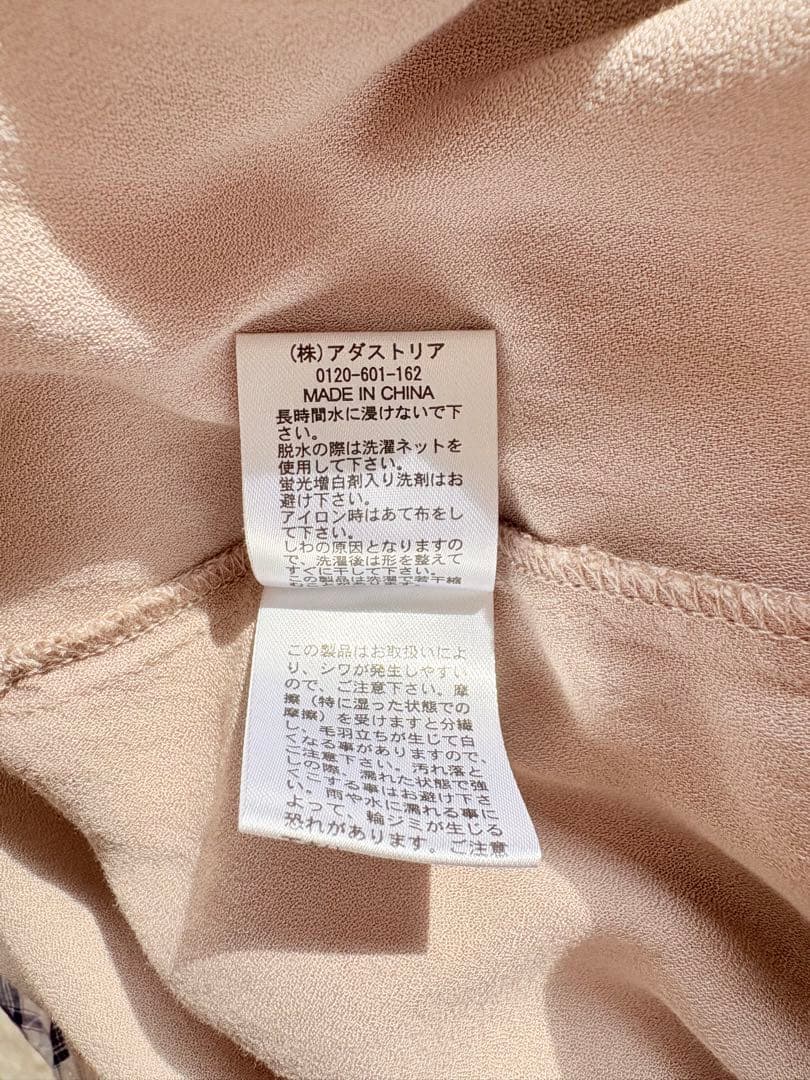 (株)アダストリア
0120-601-162
MADE IN CHINA
長時間水に浸けないで下
さい。
脱水の際は洗濯ネットを
使用して下さい。
蛍光増白剤入り洗剤はお
避け下さい。
アイロン時はあて布をし
て下さい。
しわの原因となりますの
で、洗濯後は形を整えて
すぐに干して下さい。
この製品は洗濯で若干縮
この製品はお取扱いによ
り、シワが発生しやすい
ので、ご注意下さい。摩
擦（特に湿った状態での
摩擦）を受けますと分繊
し、毛羽立ちが生じて白
くなる事がありますので、
ご注意下さい。汚れ落と
しの際、濡れた状態で強
くこする事はお避け下さ
い。雨や水に濡れる事に
よって、輪ジミが生じる
恐れがあります。ご注意